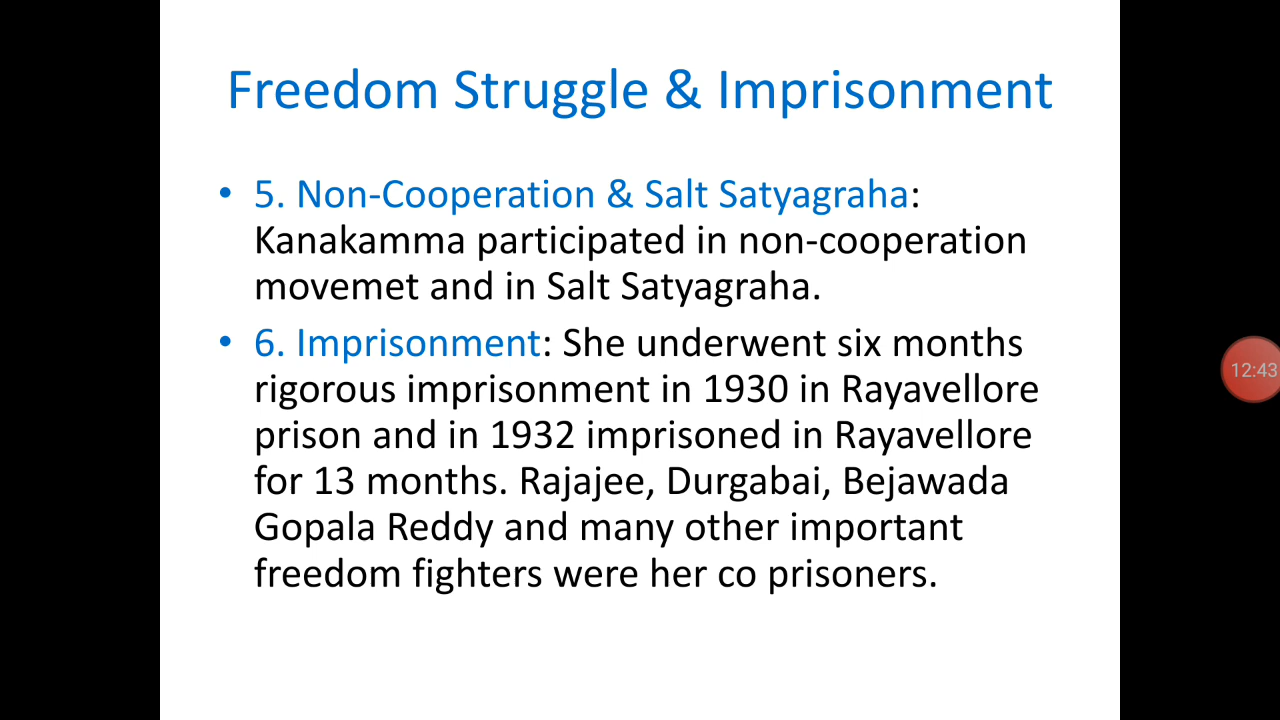 Freedom Struggle & Imprisonment
• 5. Non-Cooperation & Salt Satyagraha:
Kanakamma participated in non-cooperation
movemet and in Salt Satyagraha.
• 6. Imprisonment: She underwent six months
rigorous imprisonment in 1930 in Rayavellore
prison and in 1932 imprisoned in Rayavellore
for 13 months. Rajajee, Durgabai, Bejawada
Gopala Reddy and many other important
freedom fighters were her co prisoners.
12:43